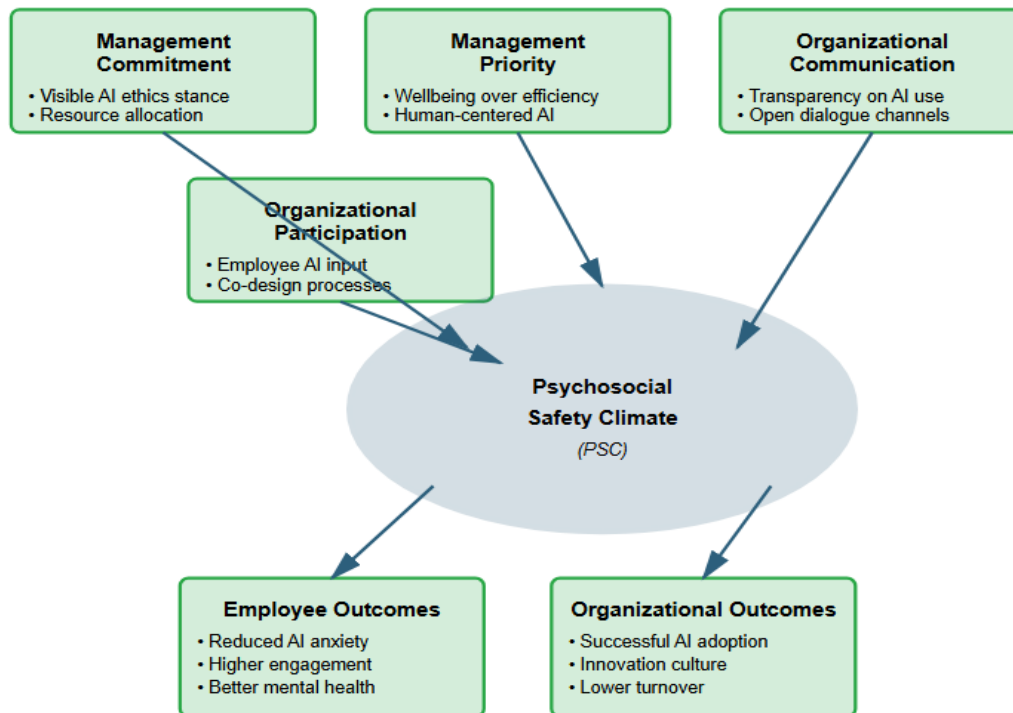 Management
Commitment
• Visible AI ethics stance
• Resource allocation
Management
Priority
• Wellbeing over efficiency
• Human-centered AI
Organizational
Communication
• Transparency on AI use
• Open dialogue channels
Organizational
Participation
• Employee AI input
• Co-design processes
Psychosocial
Safety Climate
(PSC)
Employee Outcomes
• Reduced AI anxiety
• Higher engagement
• Better mental health
Organizational Outcomes
• Successful AI adoption
• Innovation culture
• Lower turnover